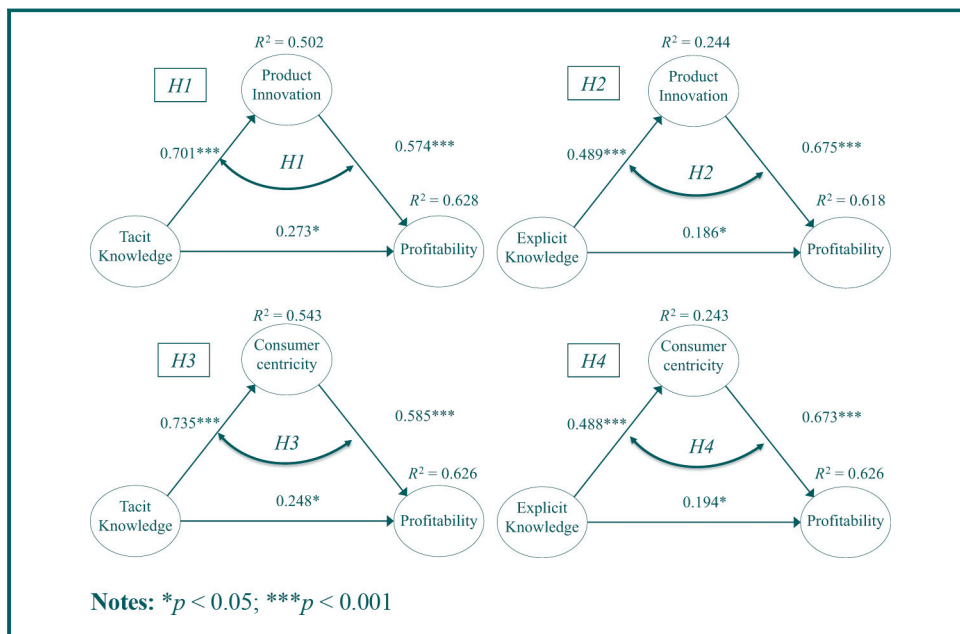 R² = 0.502
H1
Product
Innovation
0.701***
H1
0.574***
R² = 0.628
Tacit
Knowledge
0.273*
Profitability
R² = 0.244
H2
Product
Innovation
0.489***
H2
0.675***
R² = 0.618
Explicit
Knowledge
0.186*
Profitability
R² = 0.543
H3
Consumer
centricity
0.735***
H3
0.585***
R² = 0.626
Tacit
Knowledge
0.248*
Profitability
R² = 0.243
H4
Consumer
centricity
0.488***
H4
0.673***
R² = 0.626
Explicit
Knowledge
0.194*
Profitability
Notes: *p < 0.05; ***p < 0.001